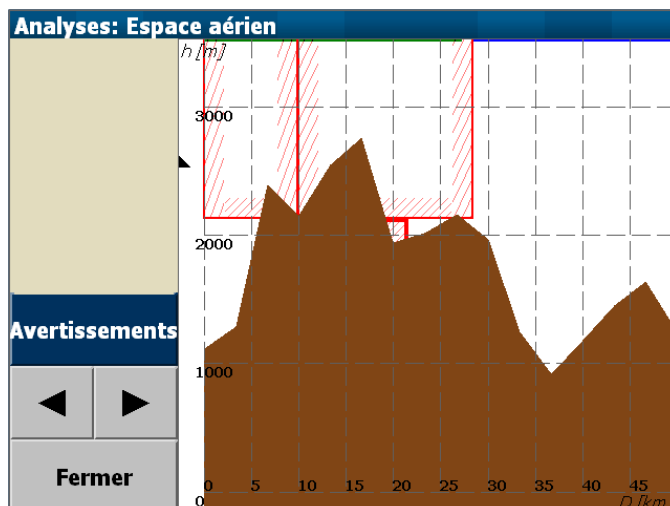 Analyses: Espace aérien
h [m]
3000
2000
Avertissements
1000
Fermer
0 5 10 15 20 25 30 35 40 45
0
D [km